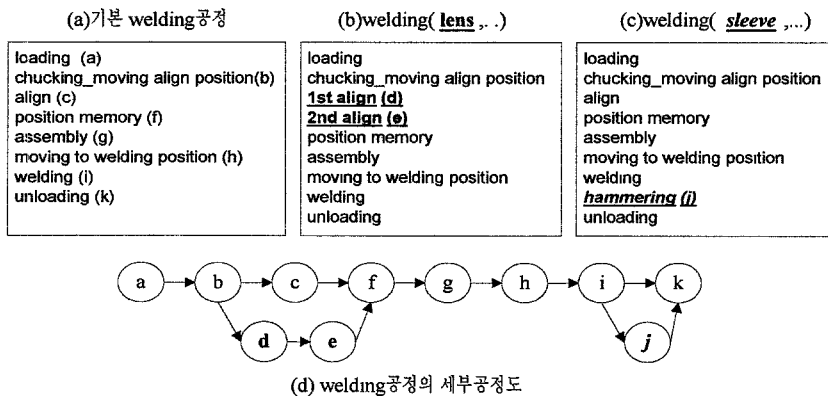 (a)기본 welding공정
loading (a)
chucking_moving align position(b)
align (c)
position memory (f)
assembly (g)
moving to welding position (h)
welding (i)
unloading (k)
(b)welding( lens ,. .)
loading
chucking_moving align position
1st align (d)
2nd align (e)
position memory
assembly
moving to welding position
welding
unloading
(c)welding( sleeve ,...)
loading
chucking_moving align position
align
position memory
assembly
moving to welding position
welding
hammering (j)
unloading
a b c f g h i k
d e j
(d) welding공정의 세부공정도